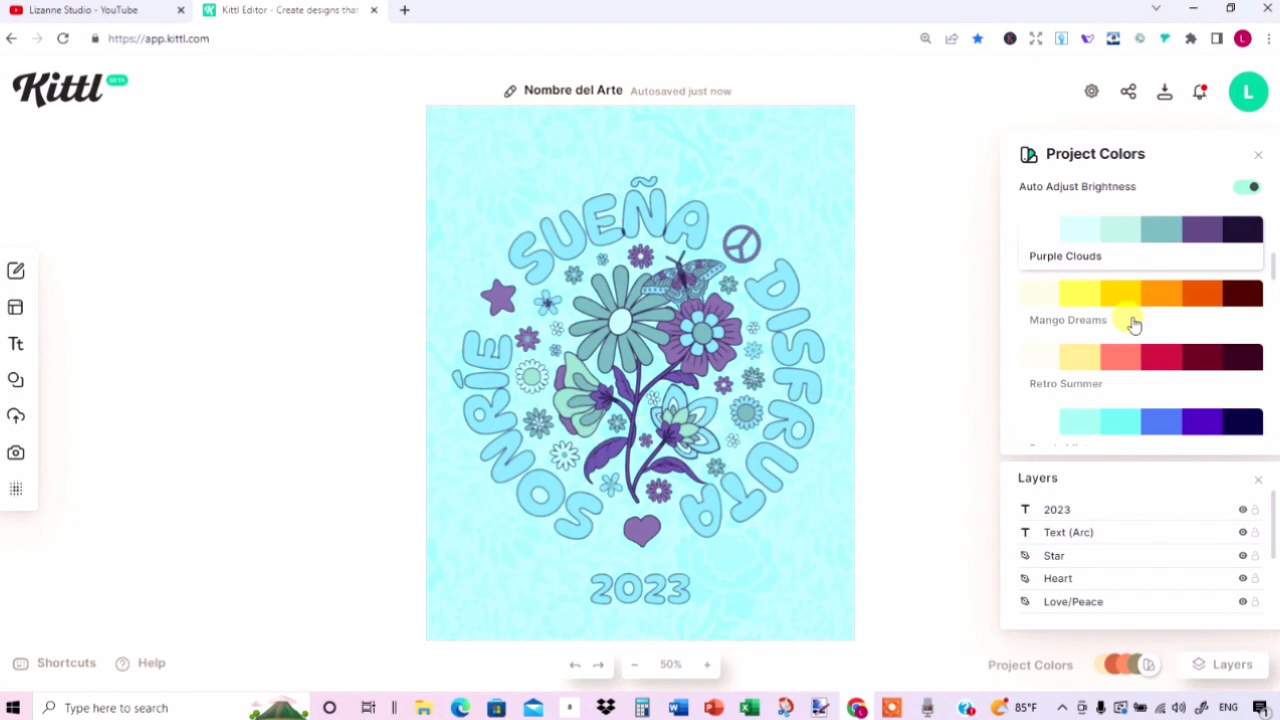 Lizanne Studio - YouTube
Kittl Editor - Create designs that
https://app.kittl.com
Kittl BETA
Nombre del Arte Autosaved just now
L
SUEÑA
DISFRUTA
SONRÍE
2023
Project Colors
Auto Adjust Brightness
Purple Clouds
Mango Dreams
Retro Summer
Layers
2023
Text (Arc)
Star
Heart
Love/Peace
Shortcuts
Help
50%
Project Colors
Layers
Type here to search
85°F
ENG